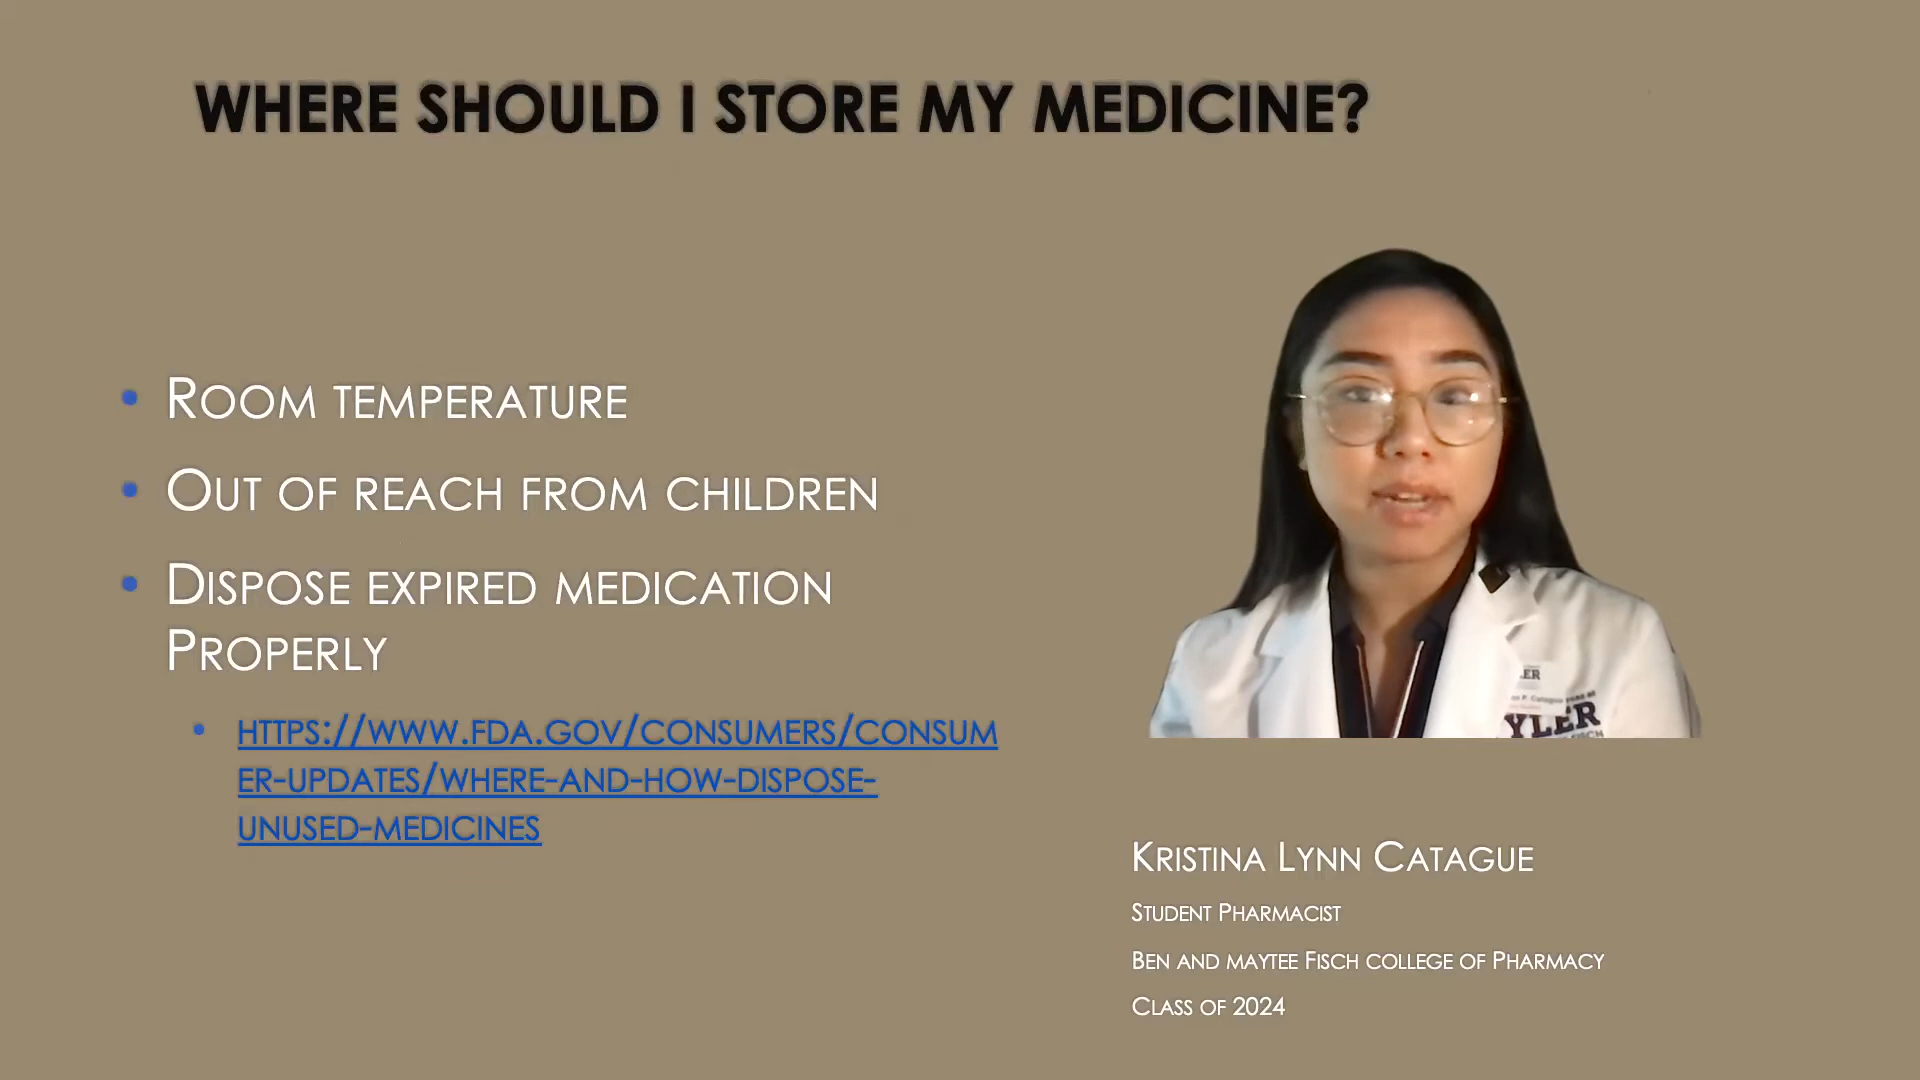 WHERE SHOULD I STORE MY MEDICINE?
• ROOM TEMPERATURE
• OUT OF REACH FROM CHILDREN
• DISPOSE EXPIRED MEDICATION
PROPERLY
• HTTPS://WWW.FDA.GOV/CONSUMERS/CONSUM
ER-UPDATES/WHERE-AND-HOW-DISPOSE-
UNUSED-MEDICINES
YLER
KRISTINA LYNN CATAGUE
STUDENT PHARMACIST
BEN AND MAYTEE FISCH COLLEGE OF PHARMACY
CLASS OF 2024